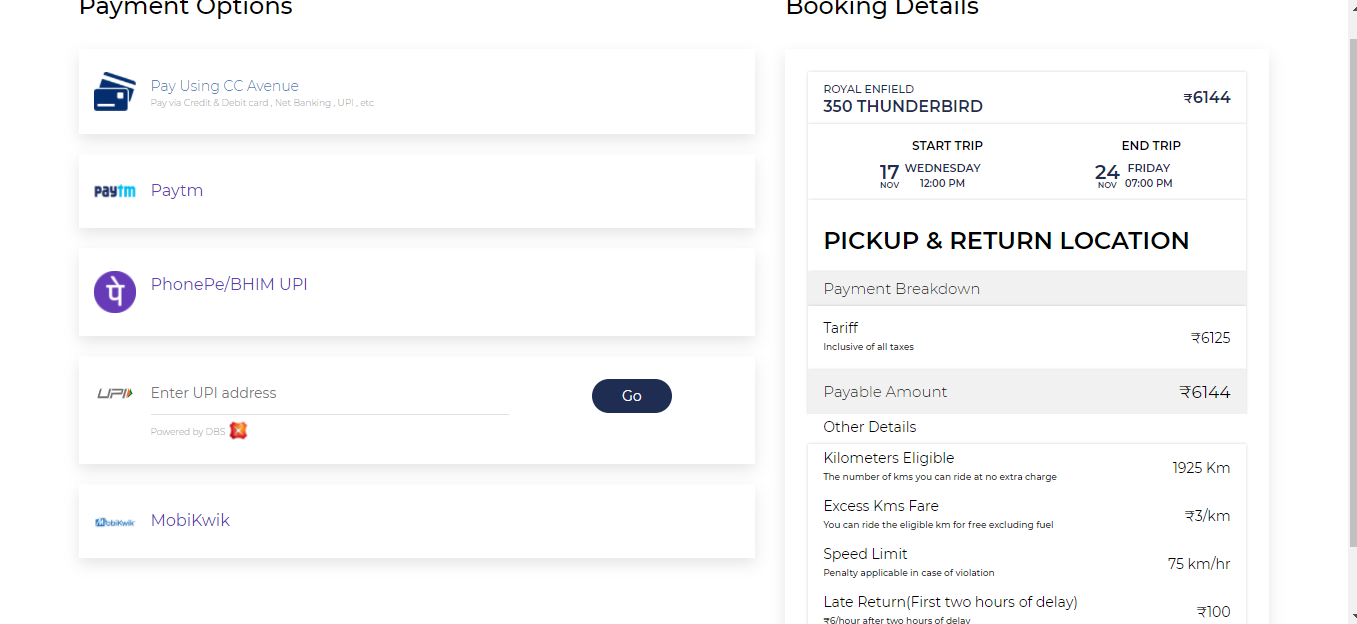 Payment Options
Pay Using CC Avenue
Pay via Credit & Debit card , Net Banking , UPI , etc
paytm Paytm
पे PhonePe/BHIM UPI
UPI Enter UPI address Go
Powered by DBS
MobiKwik MobiKwik
Booking Details
ROYAL ENFIELD
350 THUNDERBIRD ₹6144
START TRIP END TRIP
17 WEDNESDAY 24 FRIDAY
NOV 12:00 PM NOV 07:00 PM
PICKUP & RETURN LOCATION
Payment Breakdown
Tariff ₹6125
Inclusive of all taxes
Payable Amount ₹6144
Other Details
Kilometers Eligible 1925 Km
The number of kms you can ride at no extra charge
Excess Kms Fare ₹3/km
You can ride the eligible km for free excluding fuel
Speed Limit 75 km/hr
Penalty applicable in case of violation
Late Return(First two hours of delay) ₹100
₹6/hour after two hours of delay